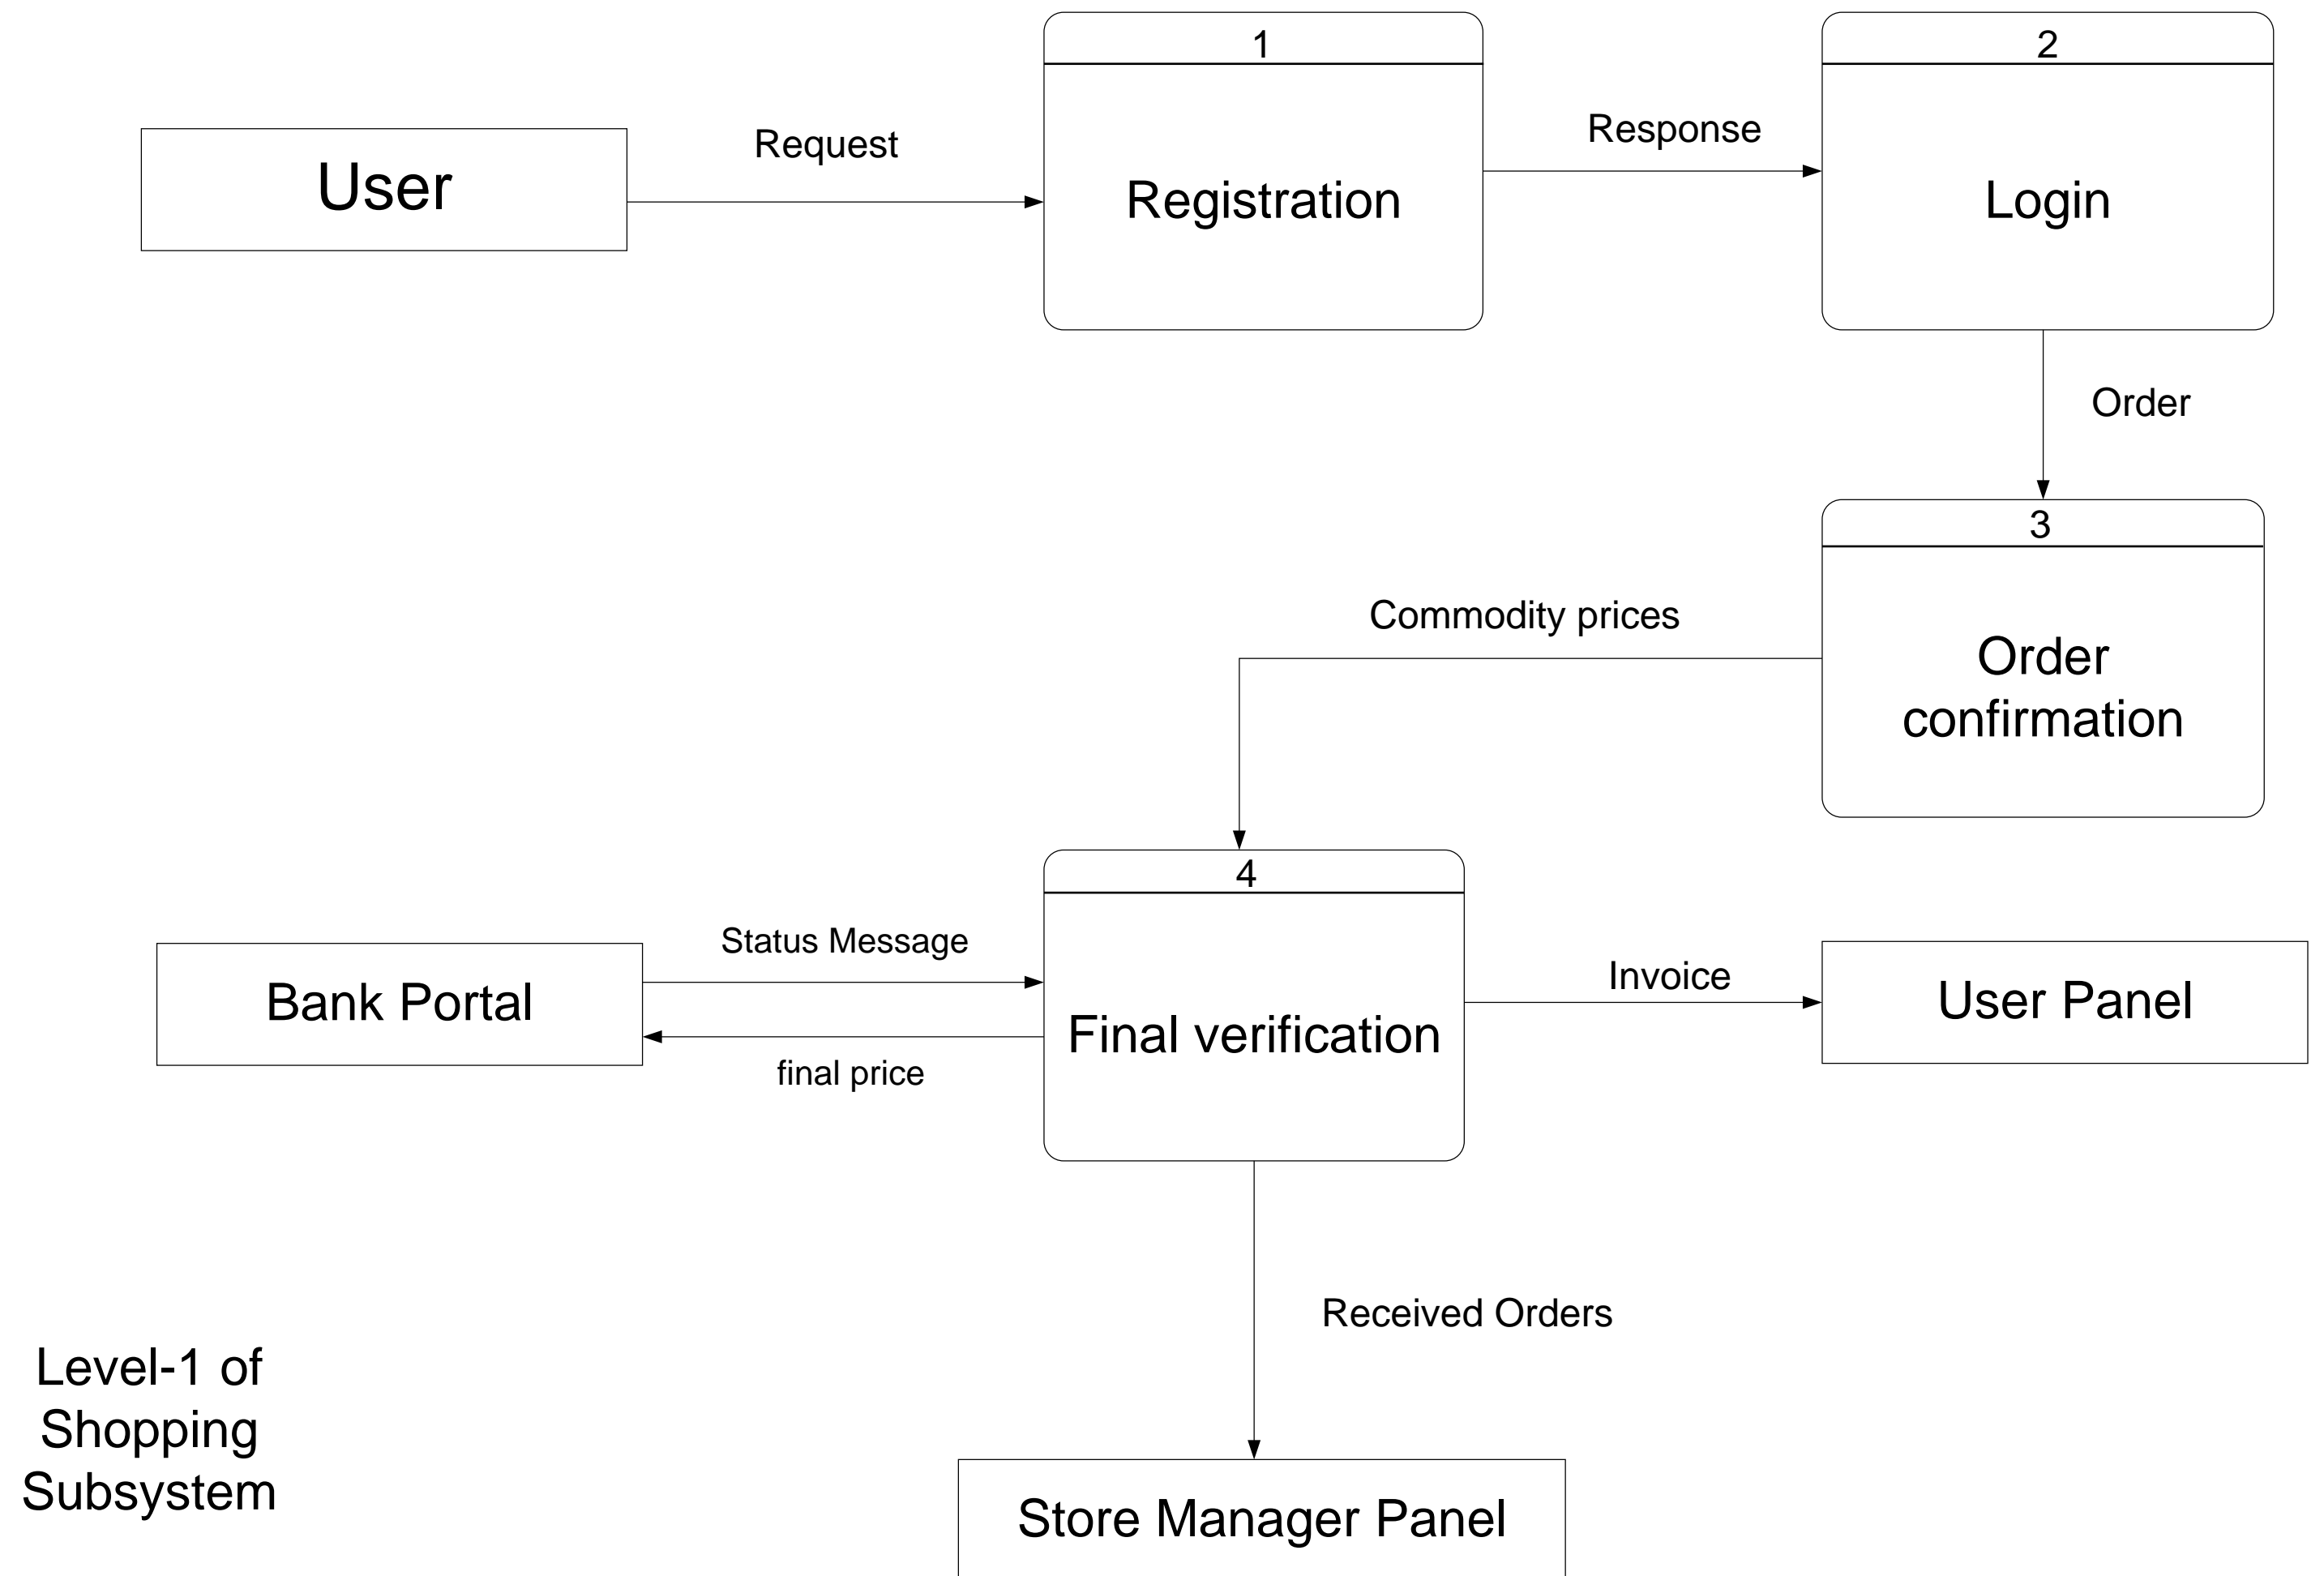 1
2
User
Request
Registration
Response
Login
Order
3
Order
confirmation
Commodity prices
4
Bank Portal
Status Message
final price
Final verification
Invoice
User Panel
Received Orders
Level-1 of
Shopping
Subsystem
Store Manager Panel